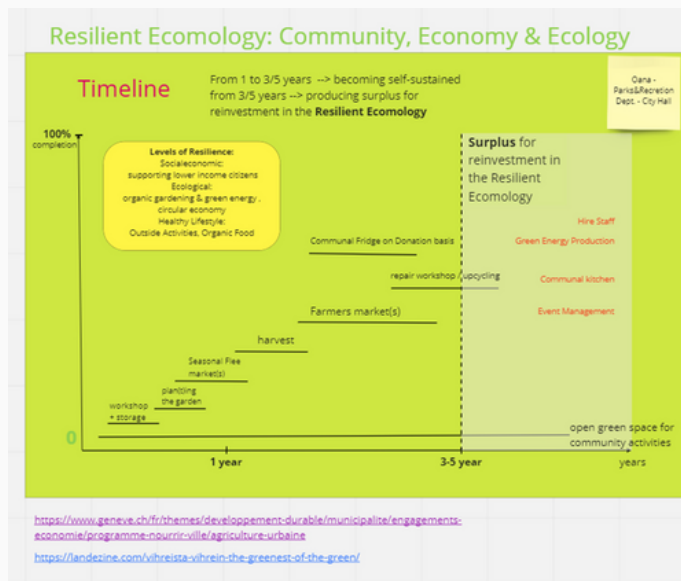 Resilient Ecomology: Community, Economy & Ecology
Timeline
From 1 to 3/5 years --> becoming self-sustained
from 3/5 years --> producing surplus for
reinvestment in the Resilient Ecomology
Oana -
Parks&Recretion
Dept. - City Hall
100%
completion
Levels of Resilience:
Socialeconomic:
supporting lower income citizens
Ecological:
organic gardening & green energy ,
circular economy
Healthy Lifestyle:
Outside Activities, Organic Food
Surplus for
reinvestment in
the Resilient
Ecomology
Hire Staff
Communal Fridge on Donation basis
Green Energy Production
repair workshop / upcycling
Communal kitchen
Farmers market(s)
Event Management
harvest
Seasonal Flee
market(s)
plan(t)ing
the garden
workshop
+ storage
0
open green space for
community activities
1 year
3-5 year
years
https://www.geneve.ch/fr/themes/developpement-durable/municipalite/engagements-
economie/programme-nourrir-ville/agriculture-urbaine
https://landezine.com/vihreista-vihrein-the-greenest-of-the-green/